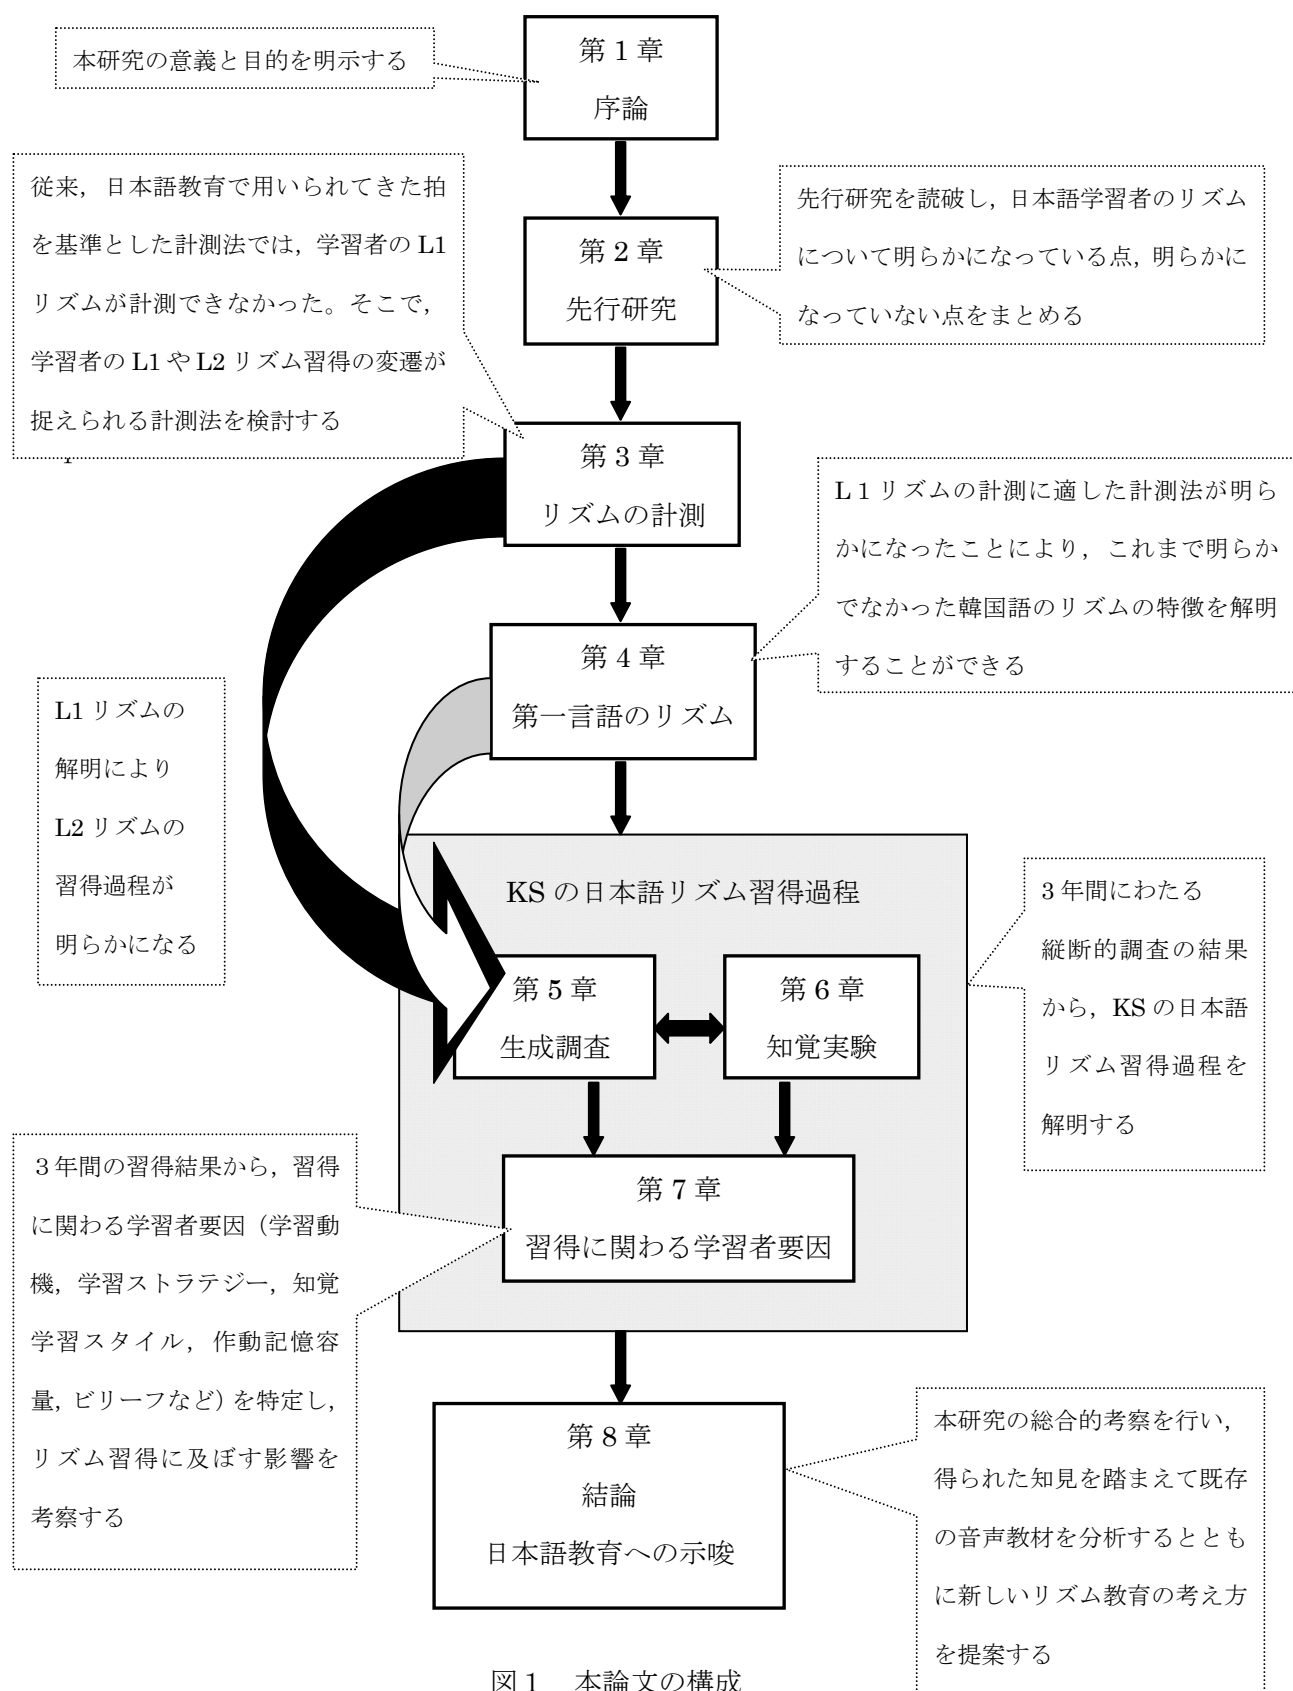 本研究の意義と目的を明示する
第1章
序論
従来，日本語教育で用いられてきた拍
を基準とした計測法では，学習者の L1
リズムが計測できなかった。そこで，
学習者の L1 や L2 リズム習得の変遷が
捉えられる計測法を検討する
先行研究を読破し，日本語学習者のリズム
について明らかになっている点，明らかに
なっていない点をまとめる
第2章
先行研究
第3章
リズムの計測
L１リズムの計測に適した計測法が明ら
かになったことにより，これまで明らか
でなかった韓国語のリズムの特徴を解明
することができる
第4章
第一言語のリズム
L1 リズムの
解明により
L2 リズムの
習得過程が
明らかになる
KS の日本語リズム習得過程
第5章
生成調査
第6章
知覚実験
3年間にわたる
縦断的調査の結果
から，KS の日本語
リズム習得過程を
解明する
第7章
習得に関わる学習者要因
３年間の習得結果から，習得
に関わる学習者要因（学習動
機，学習ストラテジー，知覚
学習スタイル，作動記憶容
量，ビリーフなど）を特定し，
リズム習得に及ぼす影響を
考察する
第8章
結論
日本語教育への示唆
本研究の総合的考察を行い，
得られた知見を踏まえて既存
の音声教材を分析するととも
に新しいリズム教育の考え方
を提案する
図1　本論文の構成